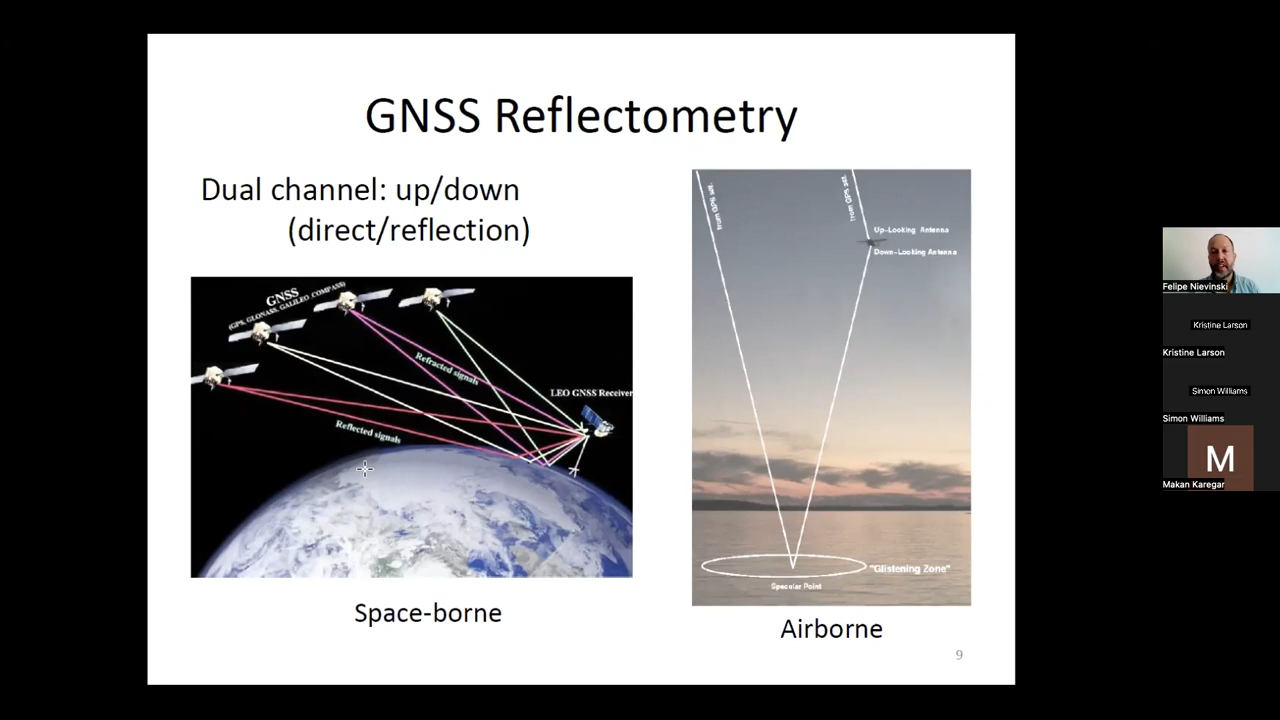 GNSS Reflectometry
Dual channel: up/down
(direct/reflection)
GNSS
(GPS, GLONASS, GALILEO, COMPASS)
Refracted signals
LEO GNSS Receiver
Reflected signals
Space-borne
from GPS sat.
from GPS sat.
Up-Looking Antenna
Down-Looking Antenna
"Glistening Zone"
Specular Point
Airborne
9
Felipe Nievinski
Kristine Larson
Kristine Larson
Simon Williams
Simon Williams
M
Makan Karegar